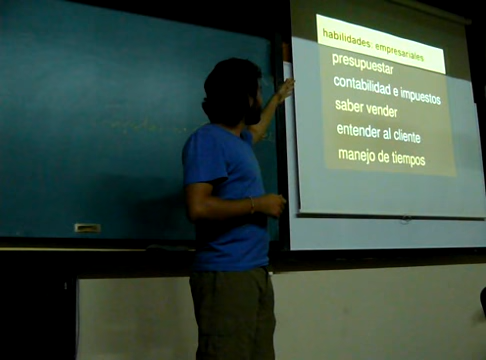 habilidades: empresariales
presupuestar
contabilidad e impuestos
saber vender
entender al cliente
manejo de tiempos